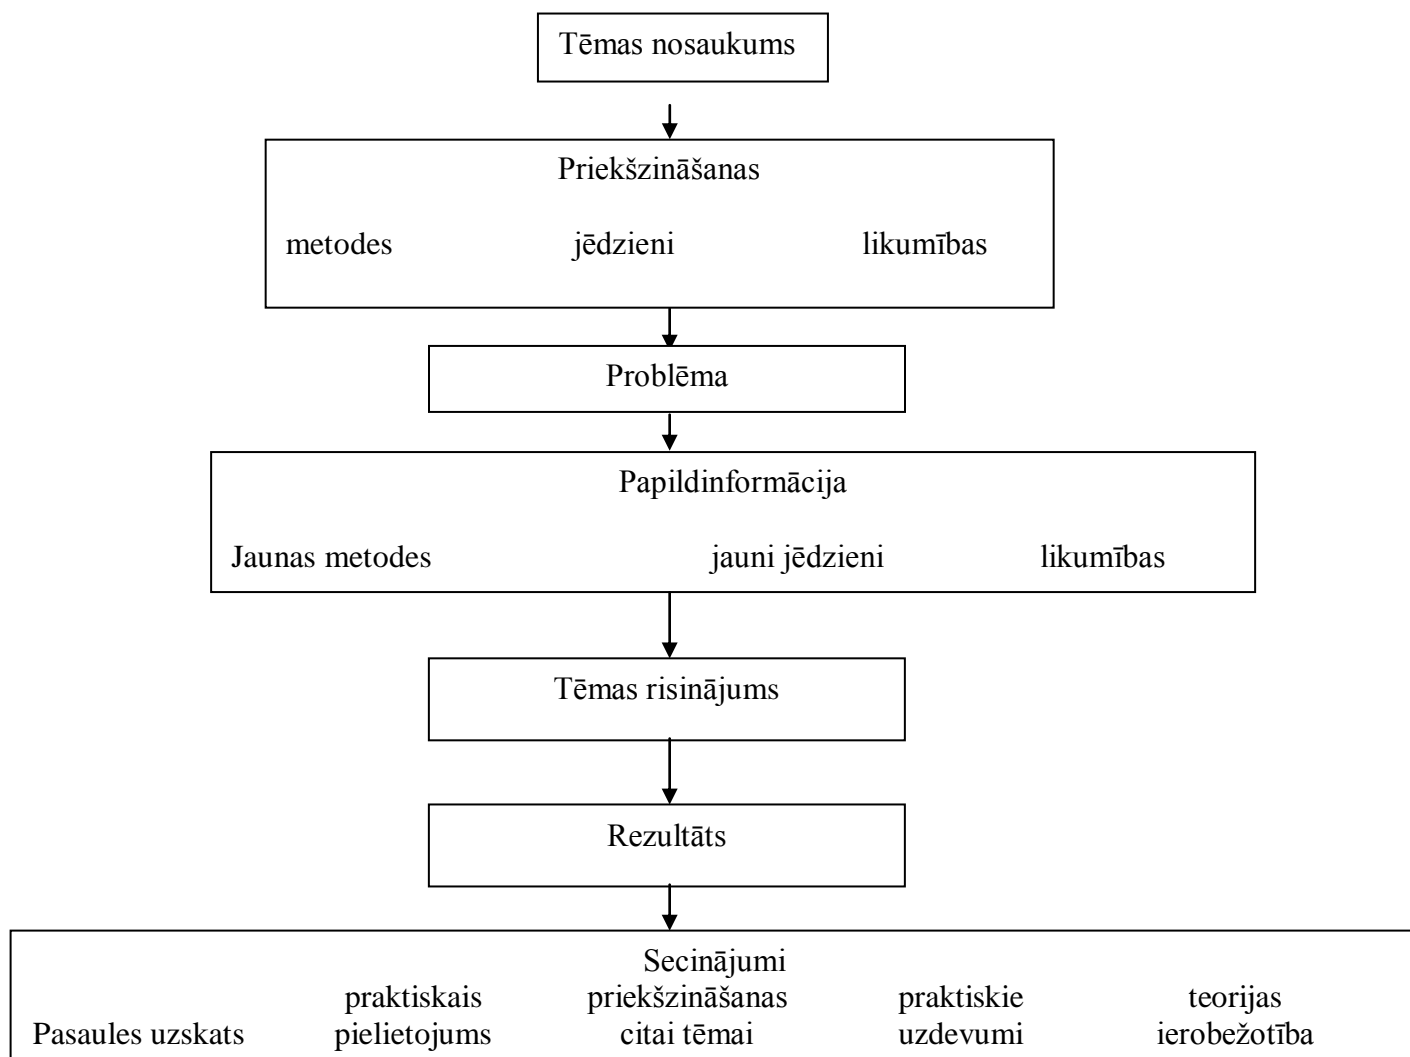 Tēmas nosaukums
Priekšzināšanas
metodes jēdzieni likumības
Problēma
Papildinformācija
Jaunas metodes jauni jēdzieni likumības
Tēmas risinājums
Rezultāts
Secinājumi
praktiskais priekšzināšanas praktiskie teorijas
Pasaules uzskats pielietojums citai tēmai uzdevumi ierobežotība